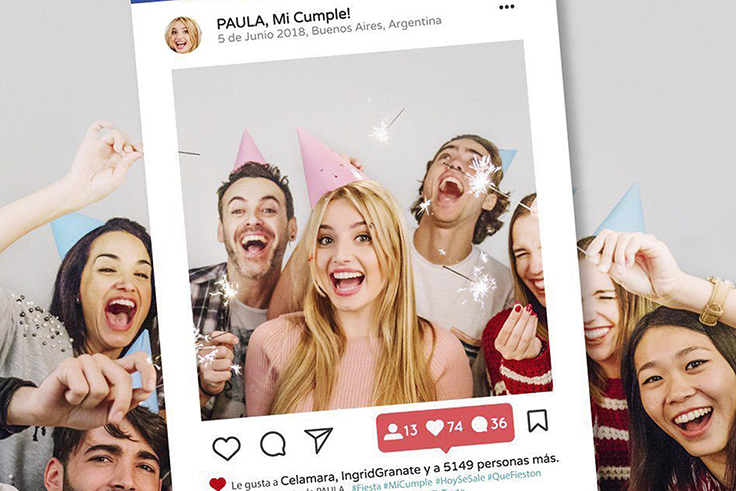 PAULA, Mi Cumple!
5 de Junio 2018, Buenos Aires, Argentina
13 74 36
Le gusta a Celamara, IngridGranate y a 5149 personas más.
PAULA #Fiesta #MiCumple #HoySeSale #QueFieston